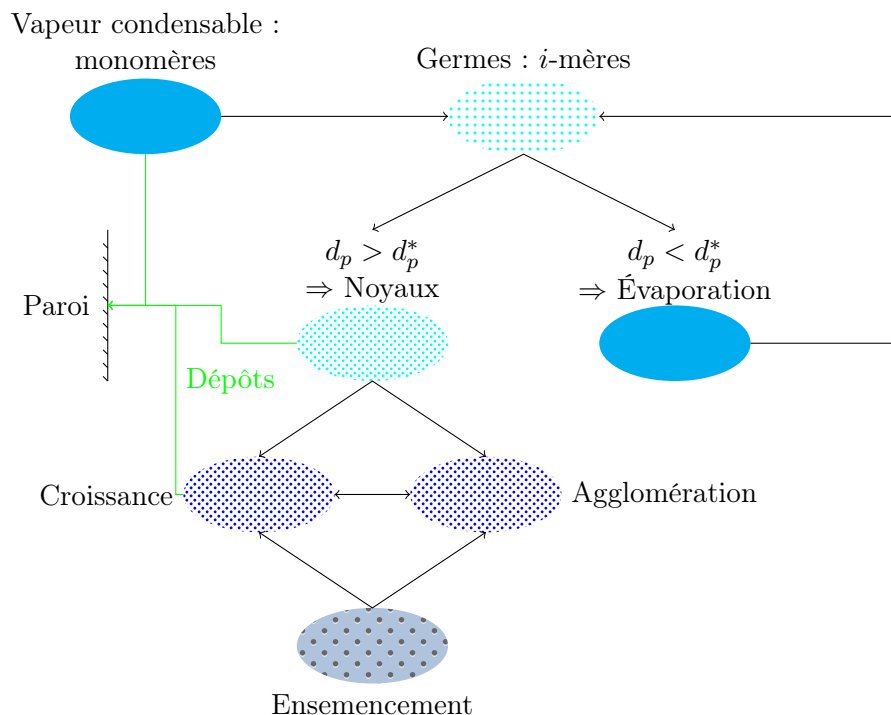 Vapeur condensable :
monomères
Germes : i-mères
d_p > d_p^*
⇒ Noyaux
d_p < d_p^*
⇒ Évaporation
Paroi
Dépôts
Croissance
Agglomération
Ensemencement